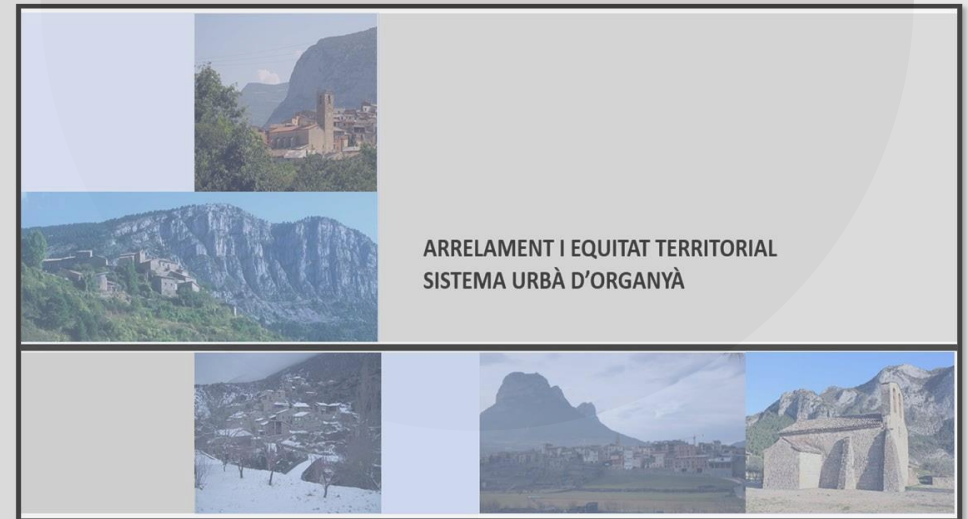 ARRELAMENT I EQUITAT TERRITORIAL
SISTEMA URBÀ D’ORGANYÀ